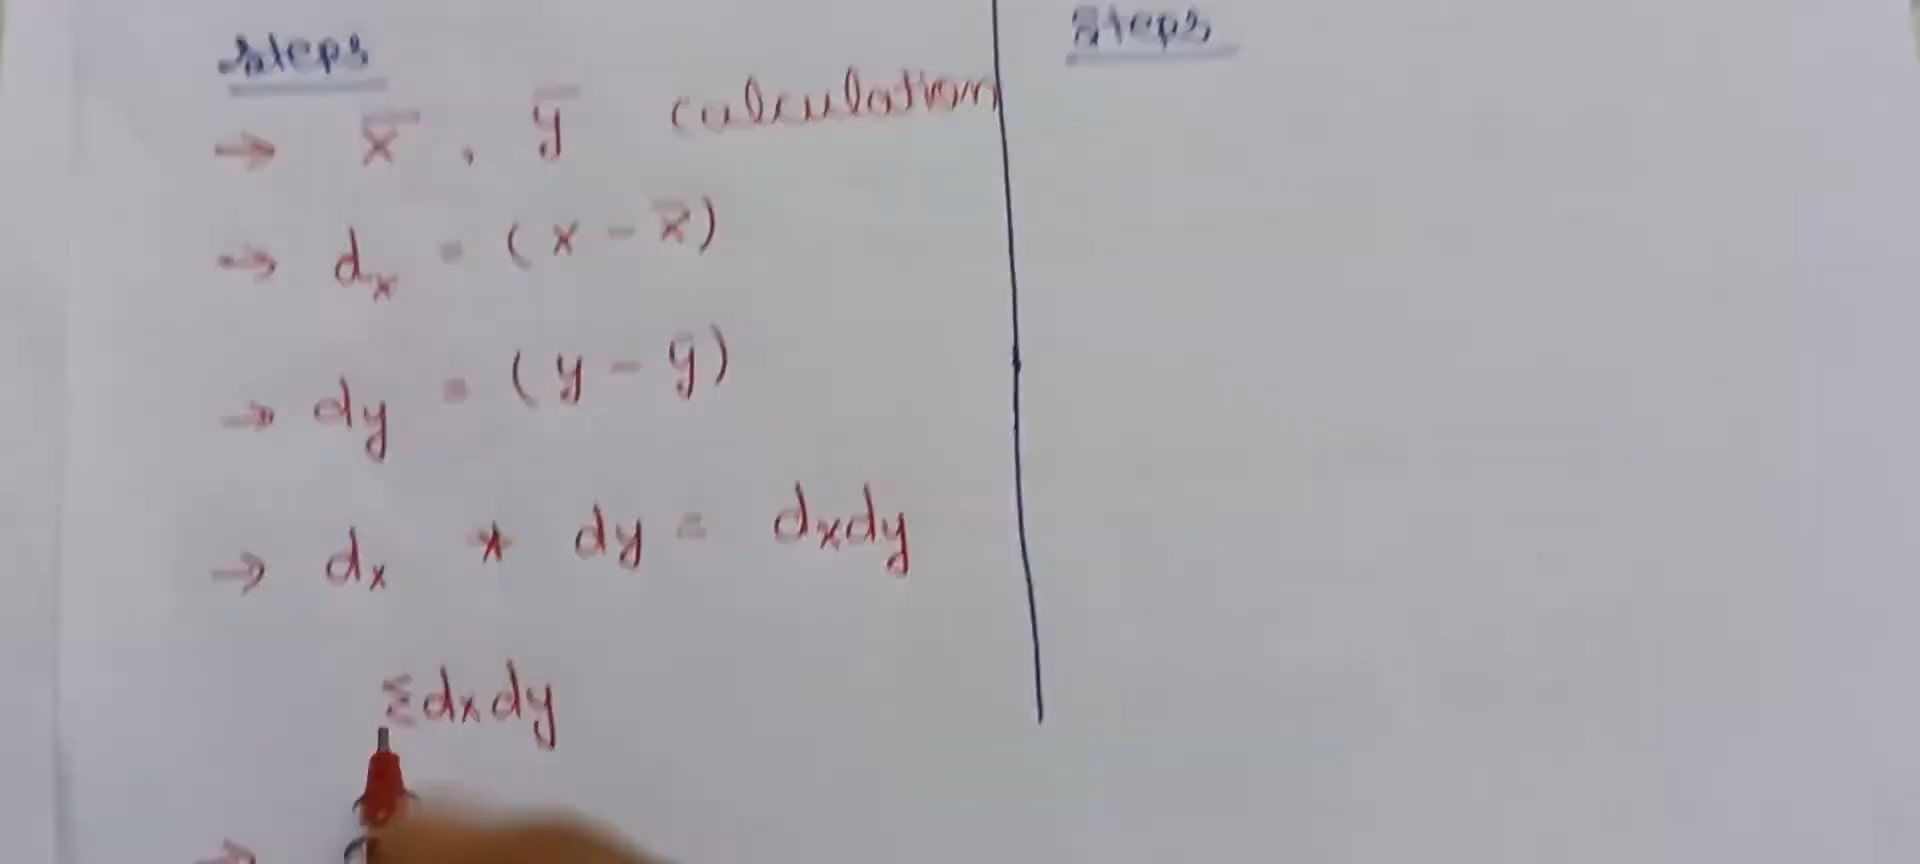 Steps
→ x̅ , y̅ calculation
→ dx = (x - x̅)
→ dy = (y - y̅)
→ dx * dy = dxdy
Σdxdy
→
Steps